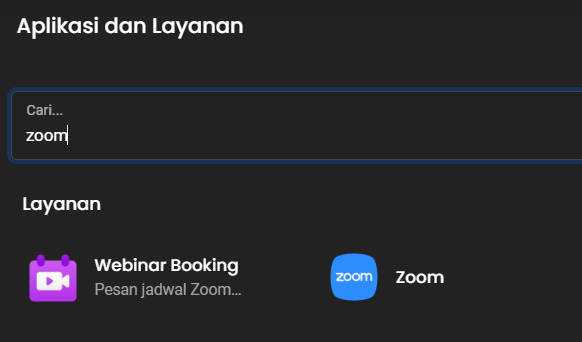 Aplikasi dan Layanan
Cari...
zoom
Layanan
Webinar Booking
Pesan jadwal Zoom...
zoom
Zoom